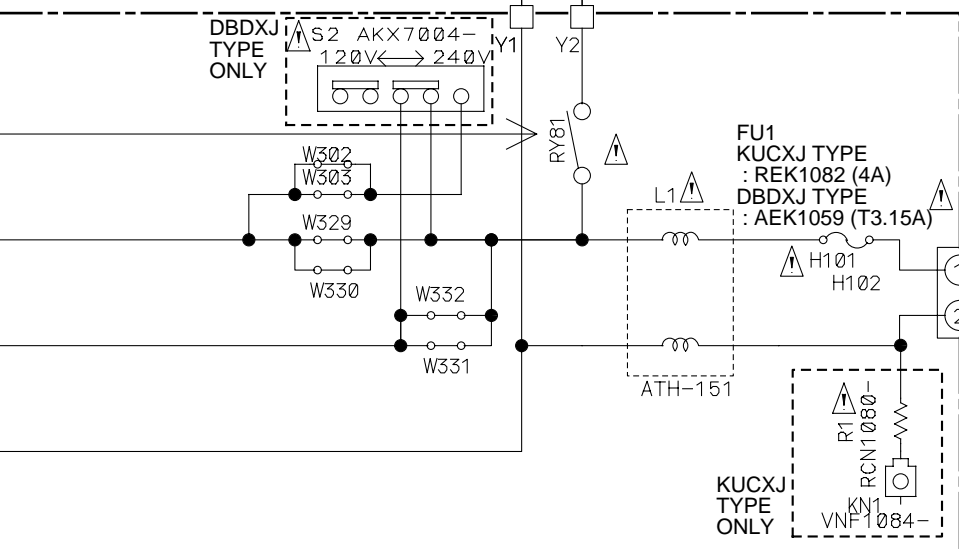 DBDXJ
TYPE
ONLY
S2 AKX7004-
120V 240V
Y1
Y2
RY81
W302
W303
W329
W330
W332
W331
L1
ATH-151
FU1
KUCXJ TYPE
: REK1082 (4A)
DBDXJ TYPE
: AEK1059 (T3.15A)
H101
H102
1
2
R1
RCN1080-
KN1
VNF1084-
KUCXJ
TYPE
ONLY